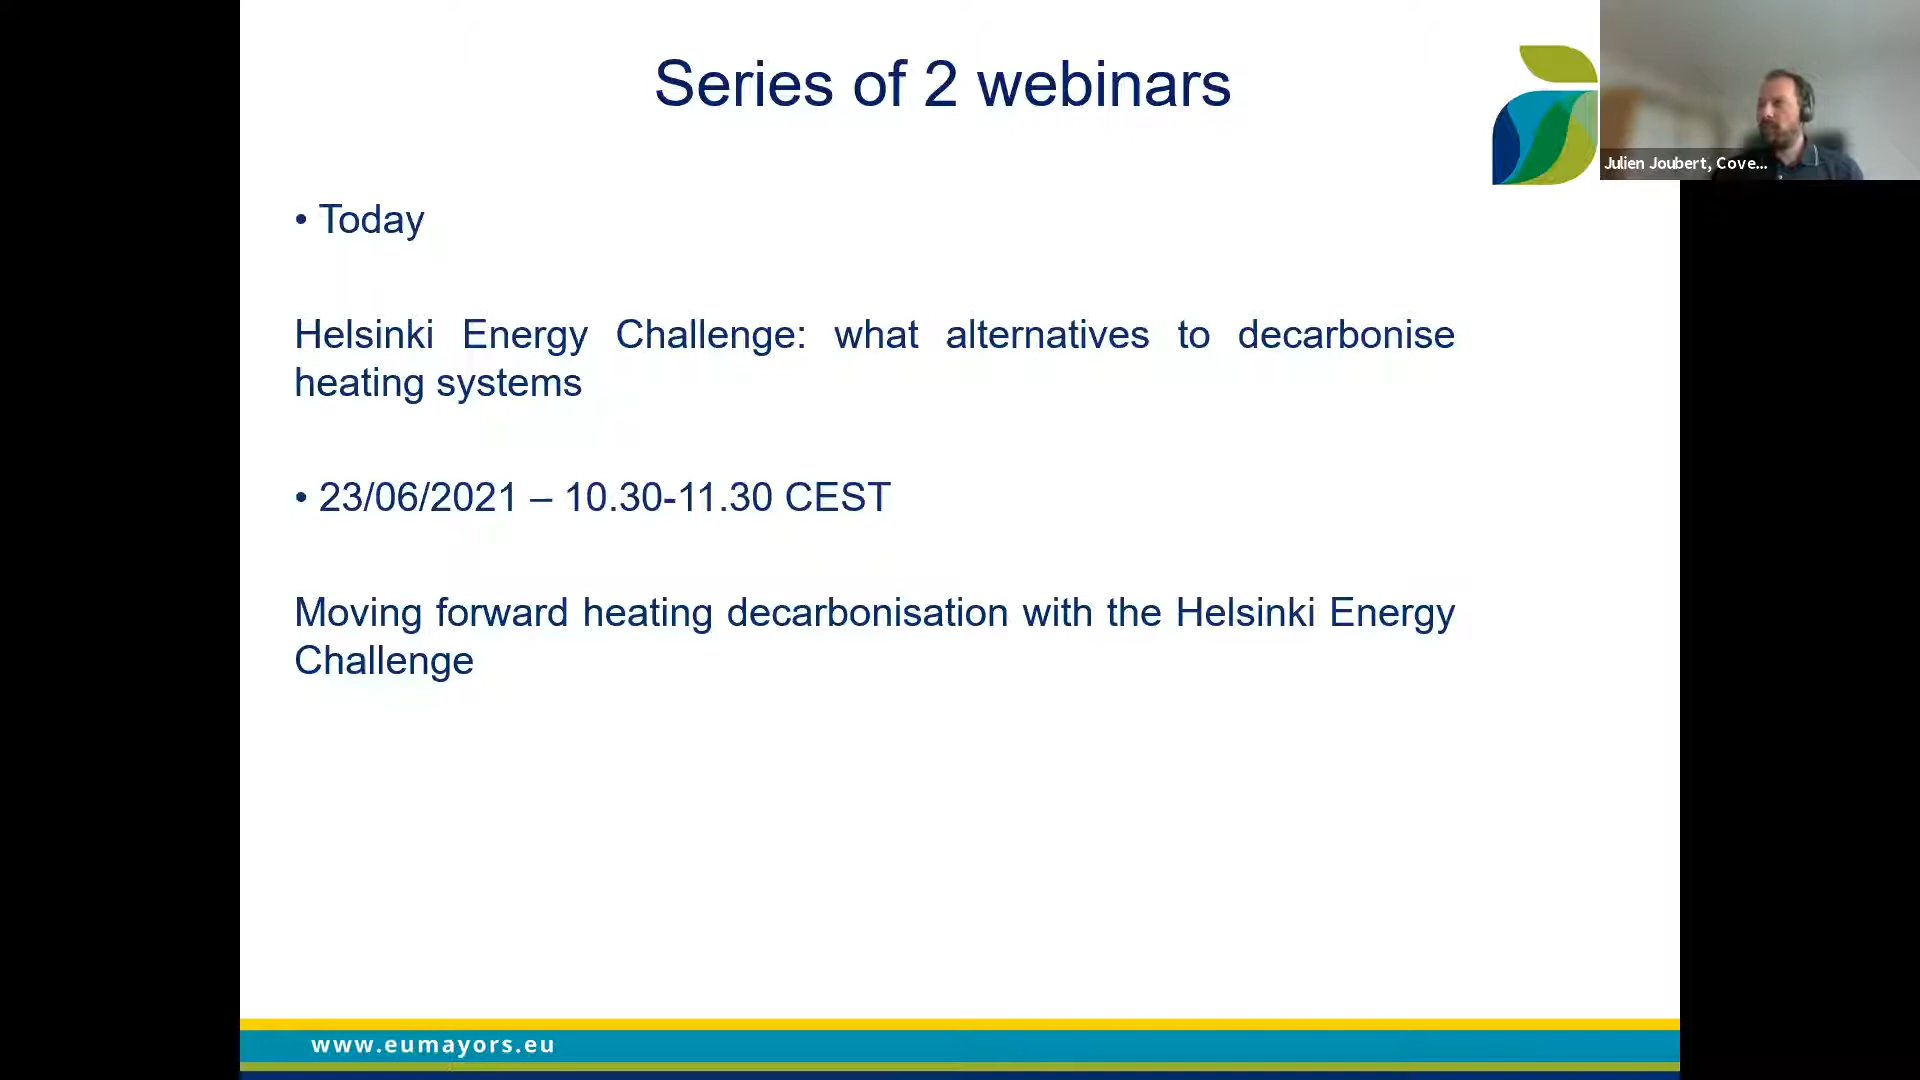 Series of 2 webinars
Julien Joubert, Cove...
• Today
Helsinki Energy Challenge: what alternatives to decarbonise
heating systems
• 23/06/2021 – 10.30-11.30 CEST
Moving forward heating decarbonisation with the Helsinki Energy
Challenge
www.eumayors.eu